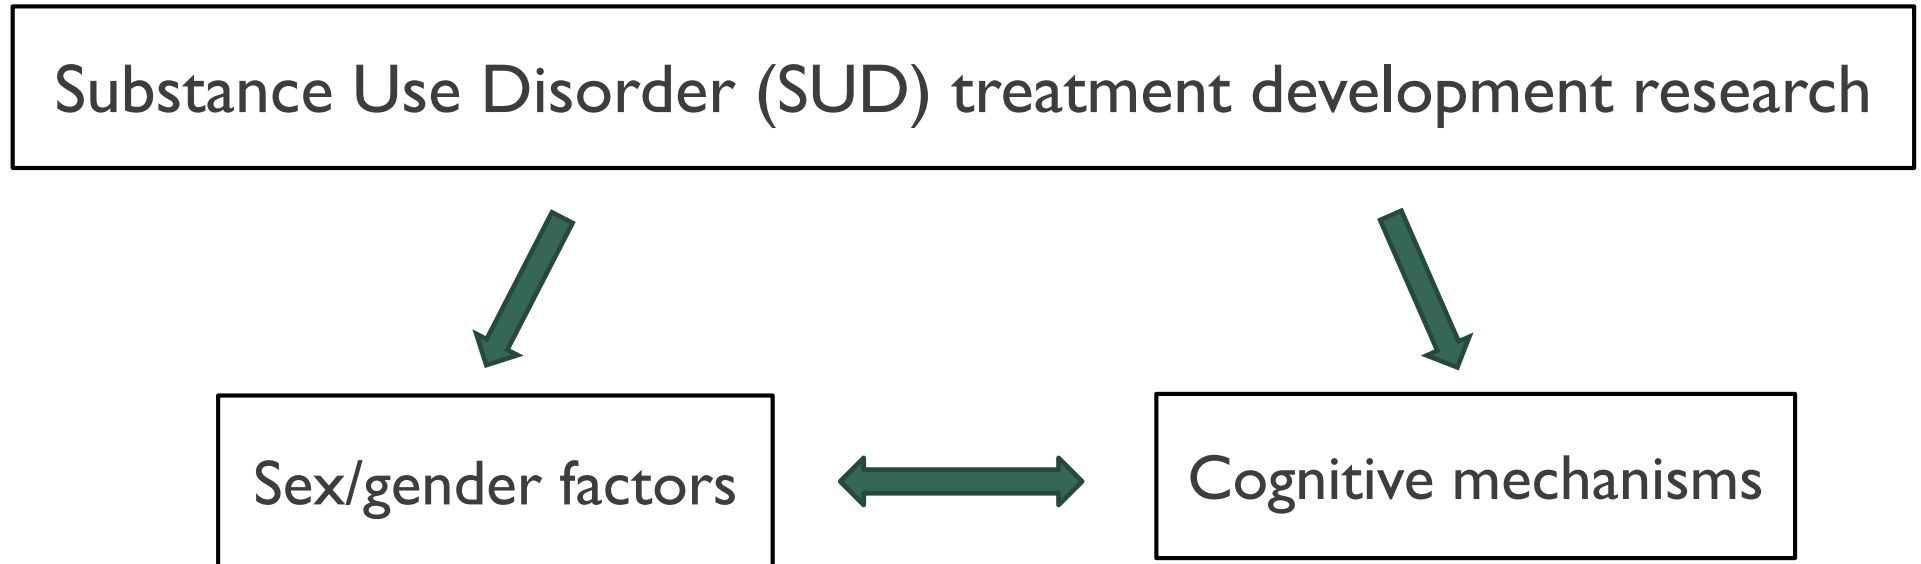 Substance Use Disorder (SUD) treatment development research
Sex/gender factors
Cognitive mechanisms